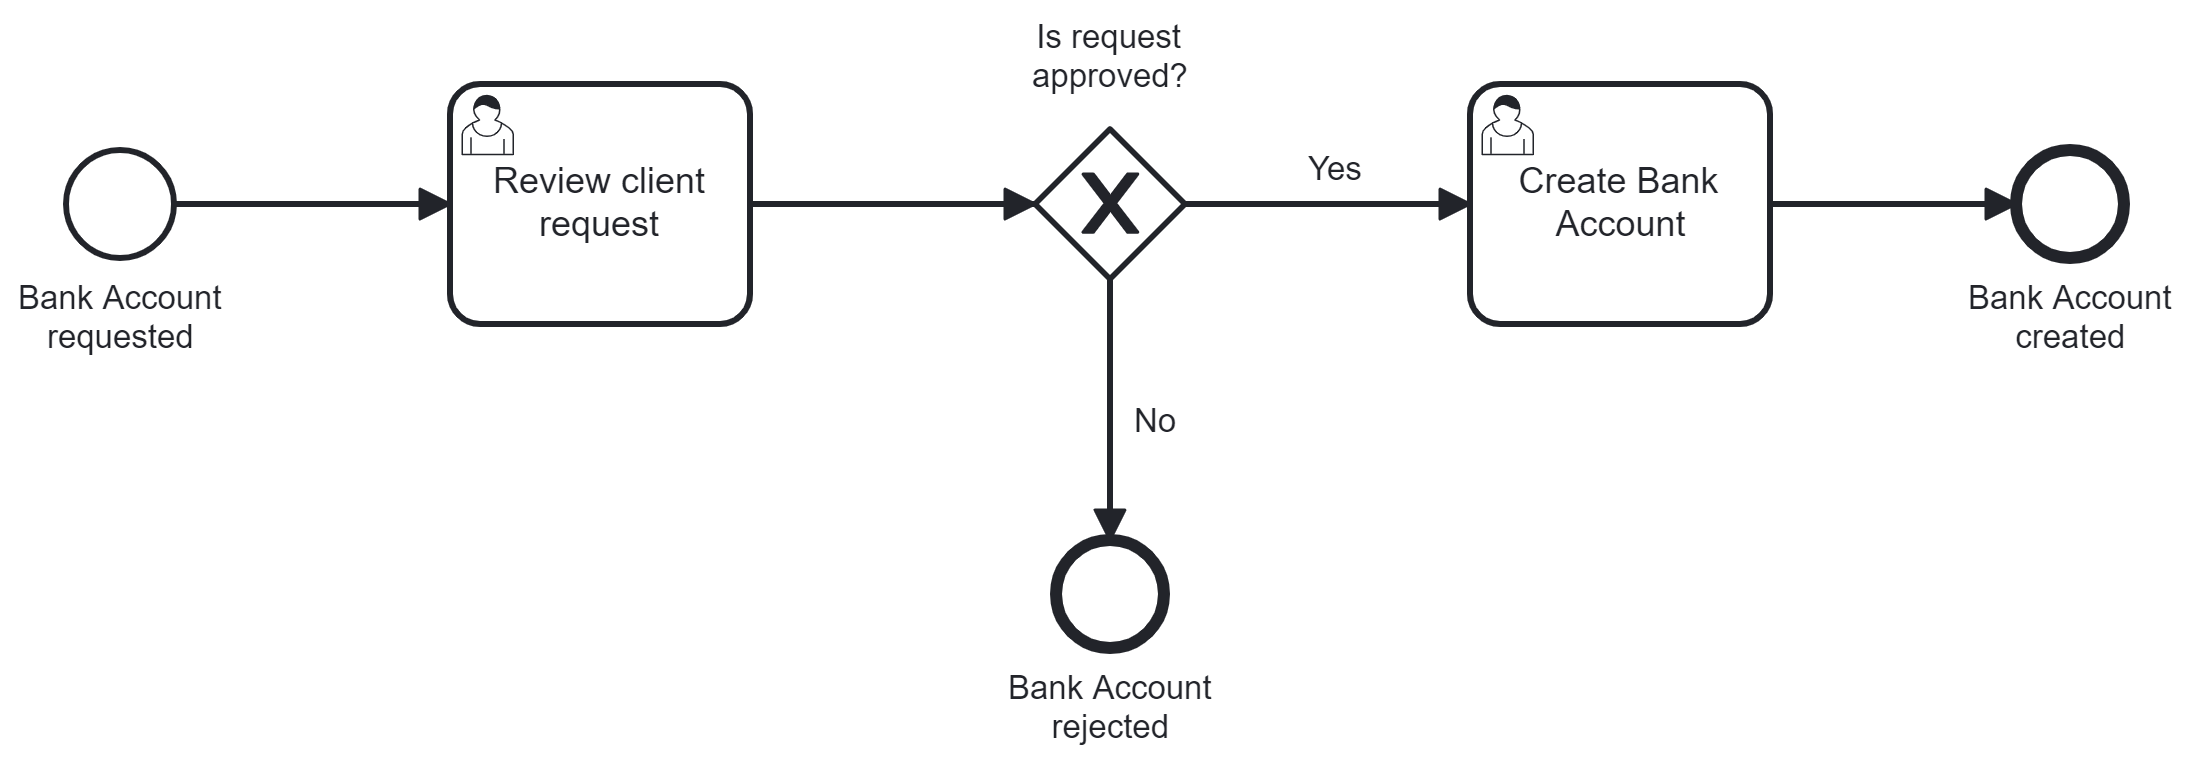 Is request
approved?
Review client
request
Yes
Create Bank
Account
Bank Account
requested
Bank Account
created
No
Bank Account
rejected